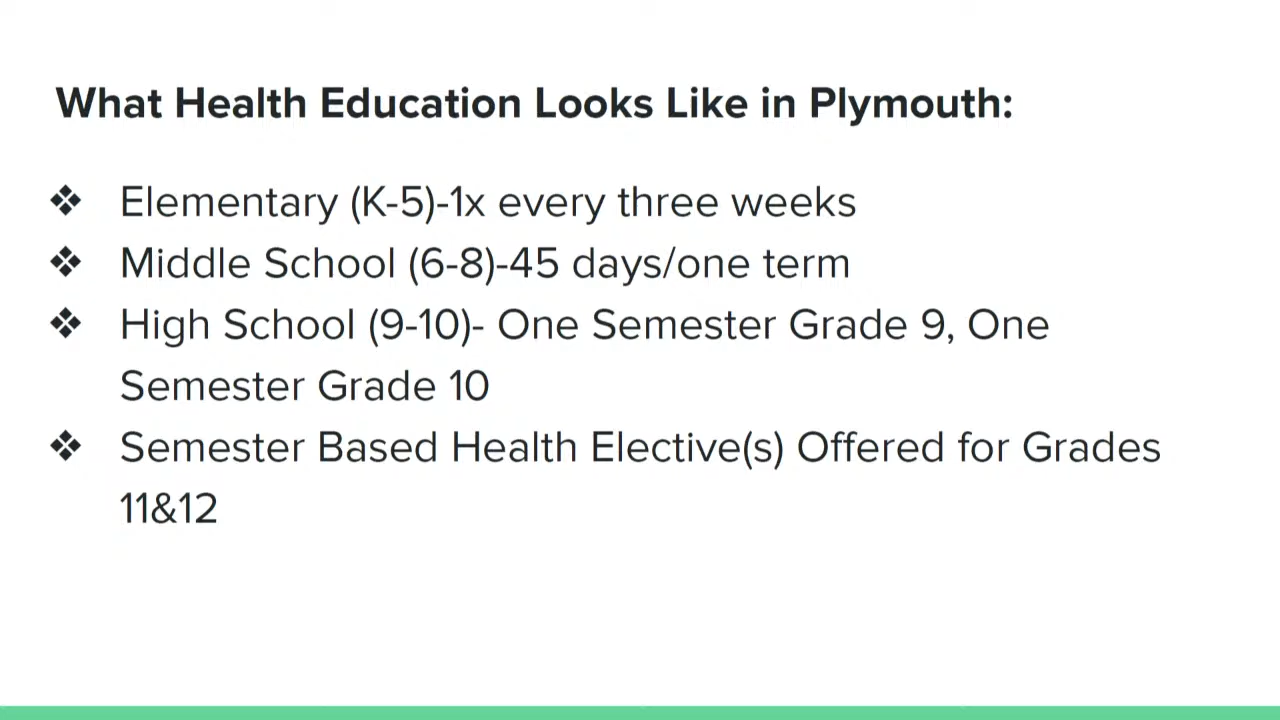 What Health Education Looks Like in Plymouth:
❖ Elementary (K-5)-1x every three weeks
❖ Middle School (6-8)-45 days/one term
❖ High School (9-10)- One Semester Grade 9, One
Semester Grade 10
❖ Semester Based Health Elective(s) Offered for Grades
11&12